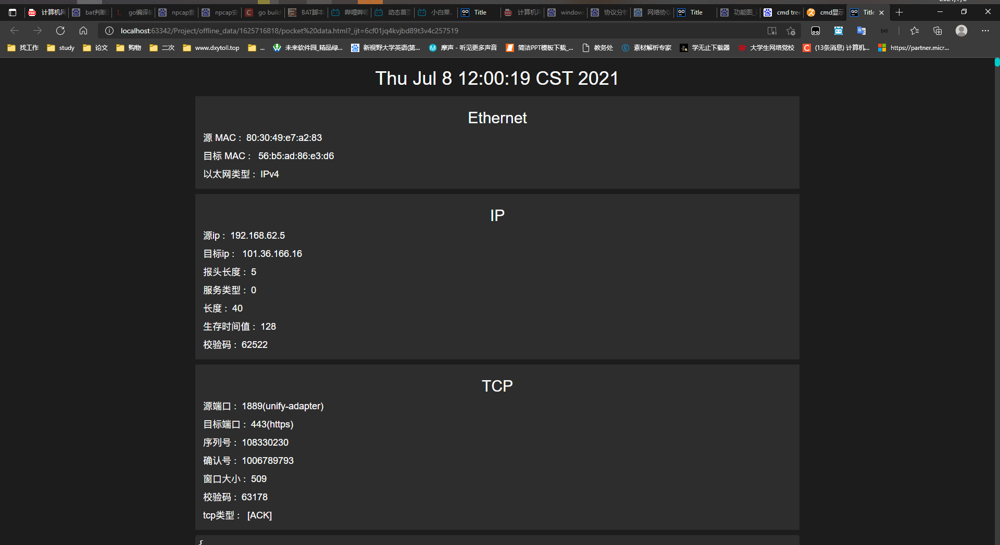 计算机网 bat判断 go编译 npcap查 npcap安 go build BAT脚本 哔哩哔哩 动态首页 小白菜 Title 计算机网 window 协议分析 网络协议 Title 功能图 cmd tree cmd显示 Title
localhost:63342/Project/offline_data/1625716818/pocket%20data.html?_ijt=6cf01jq4kvjbd89t3v4c257519
找工作 study 论文 购物 二次 www.dxytoll.top ... 未来软件园_精品绿... 新视野大学英语(第... 摩声 - 听见更多声音 简洁PPT模板下载_... 教务处 素材解析专家 学无止下载器 大学生网络党校 (13条消息) 计算机... https://partner.micr...
Thu Jul 8 12:00:19 CST 2021
Ethernet
源 MAC： 80:30:49:e7:a2:83
目标 MAC： 56:b5:ad:86:e3:d6
以太网类型： IPv4
IP
源ip： 192.168.62.5
目标ip： 101.36.166.16
报头长度： 5
服务类型： 0
长度： 40
生存时间值： 128
校验码： 62522
TCP
源端口： 1889(unify-adapter)
目标端口： 443(https)
序列号： 108330230
确认号： 1006789793
窗口大小： 509
校验码： 63178
tcp类型： [ACK]
{